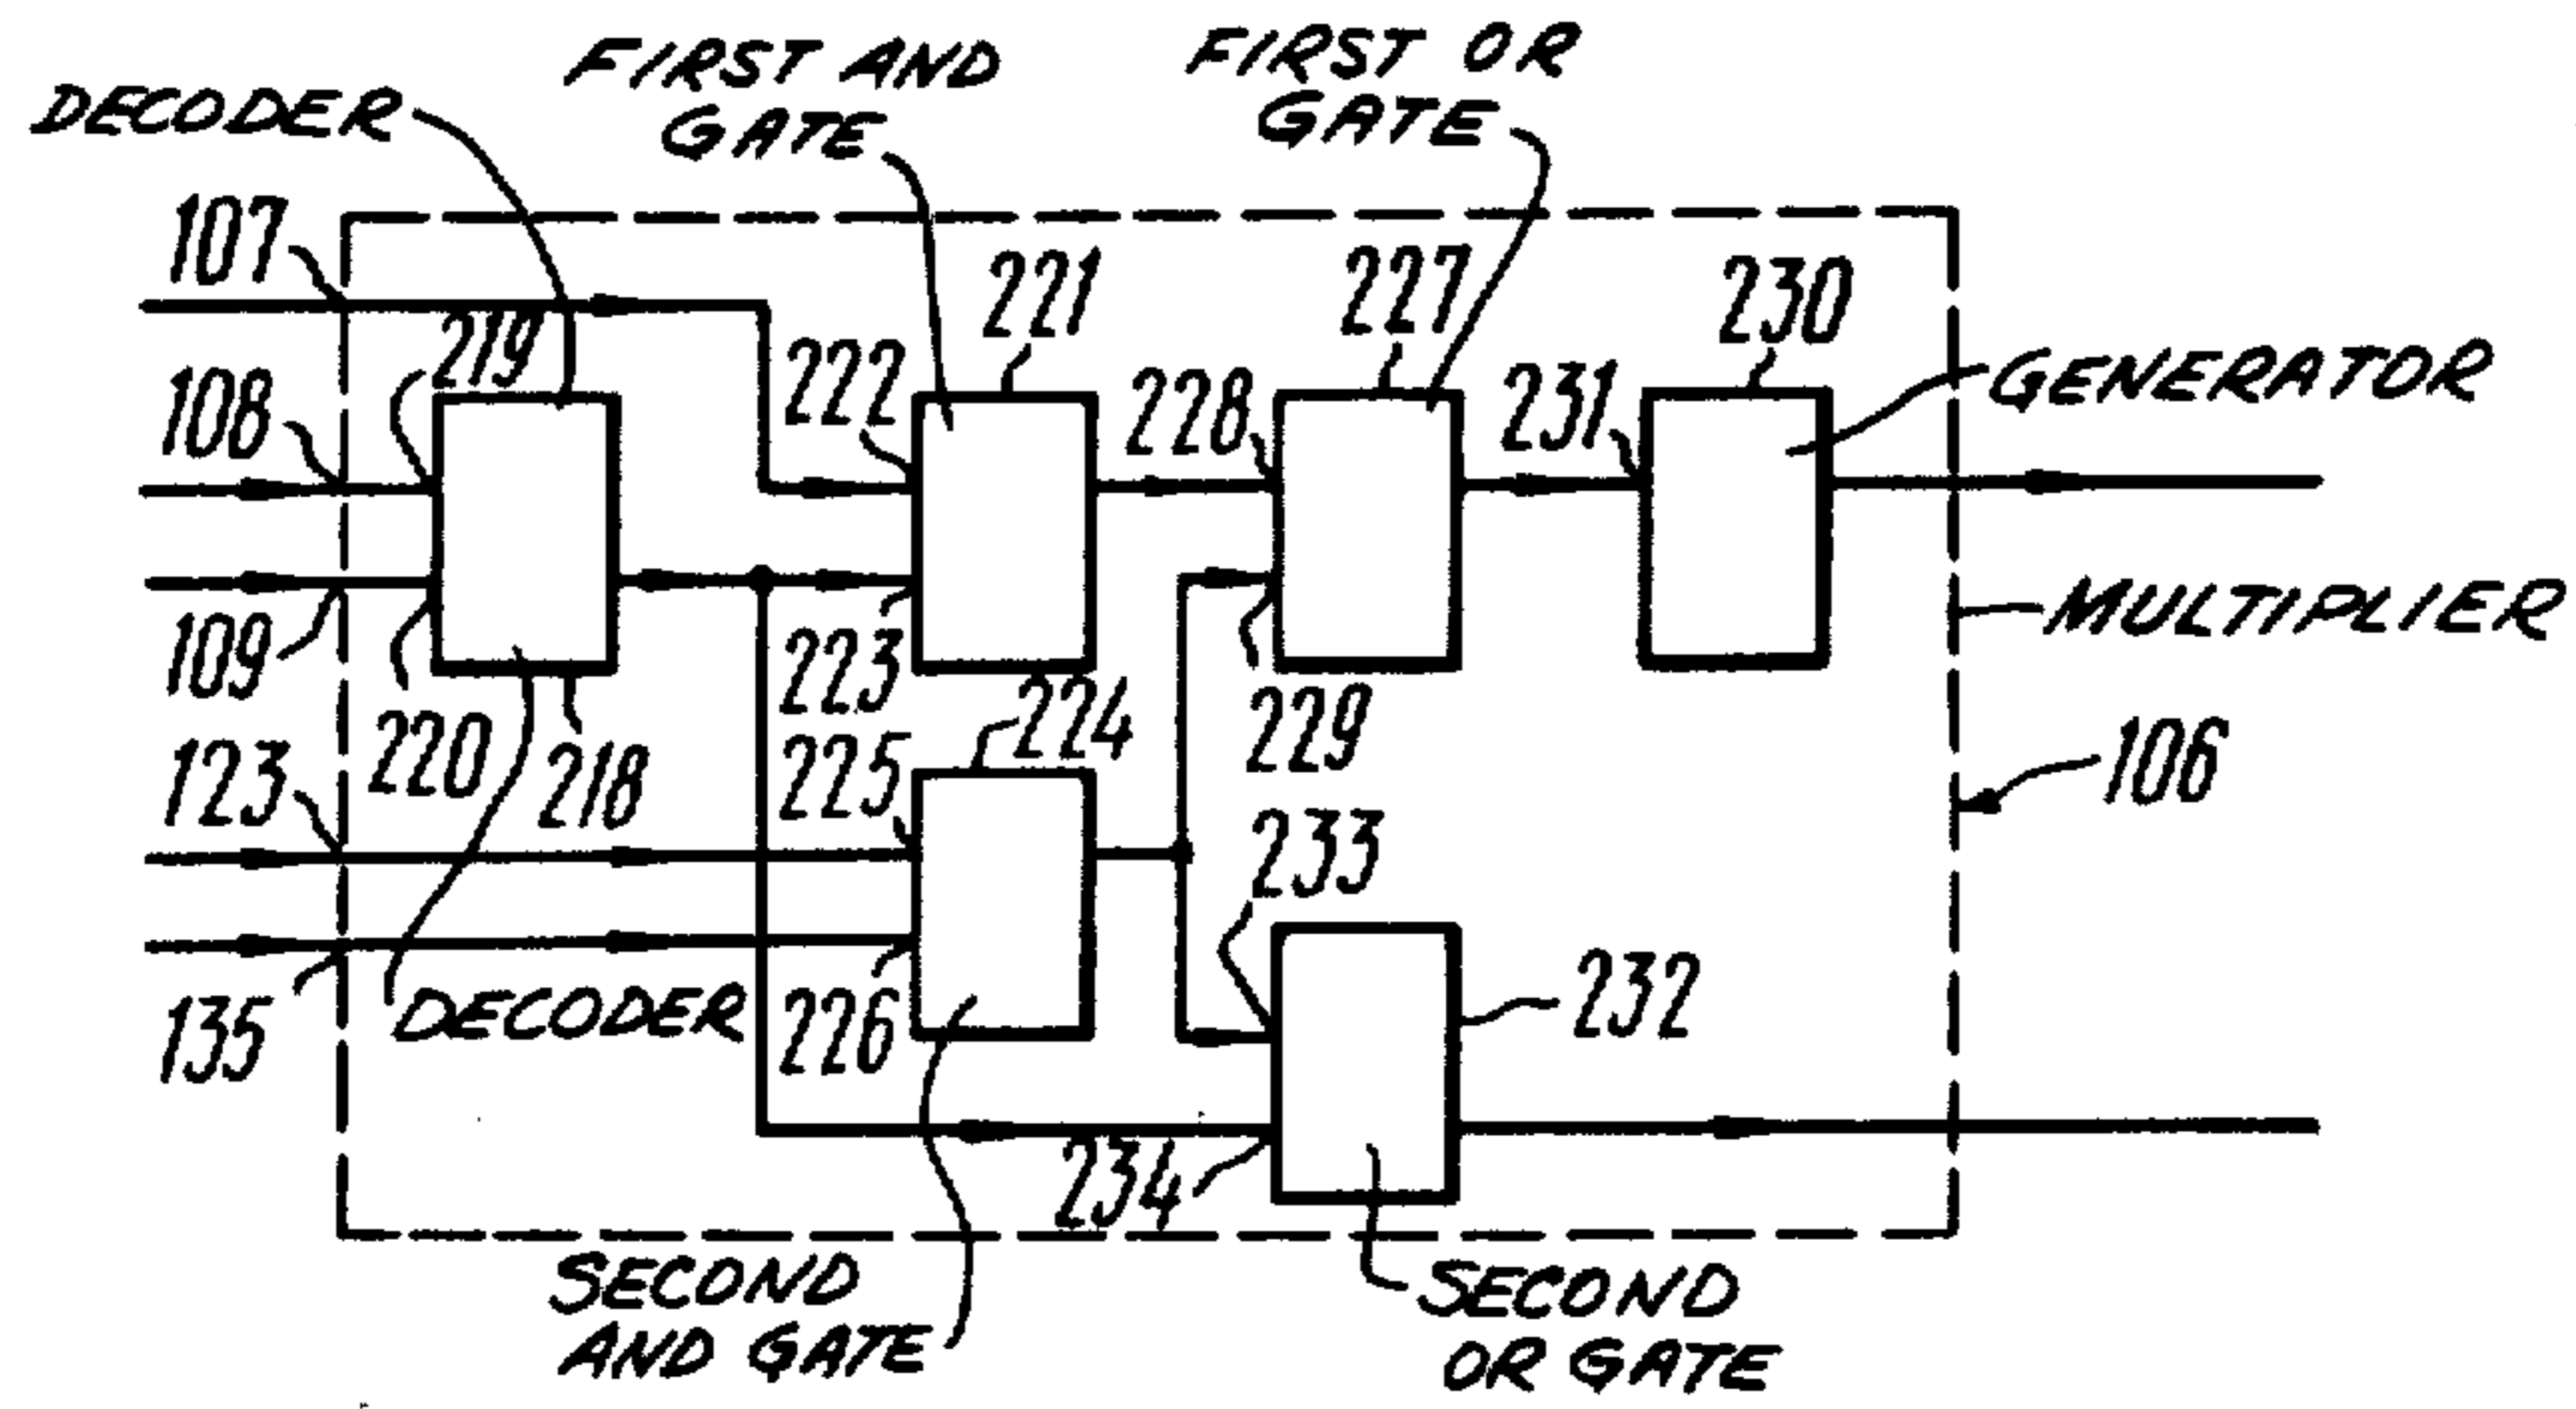 FIRST AND
GATE
FIRST OR
GATE
DECODER
107
219
221
227
230
108
222
228
231
GENERATOR
MULTIPLIER
109
220
218
223
224
229
106
123
225
233
135
DECODER
226
232
234
SECOND
AND GATE
SECOND
OR GATE